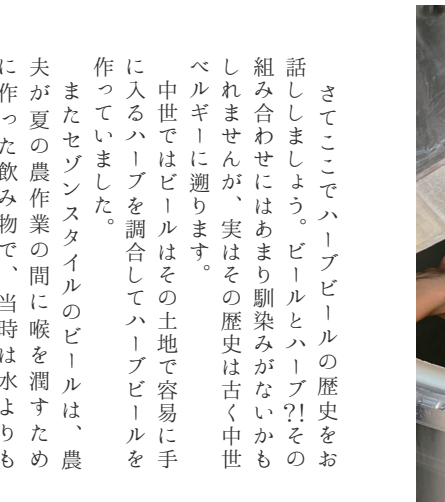 さてここでハーブビールの歴史をお
話ししましょう。ビールとハーブ?!その
組み合わせにはあまり馴染みがないかも
しれませんが、実はその歴史は古く中世
ベルギーに遡ります。
中世ではビールはその土地で容易に手
に入るハーブを調合してハーブビールを
作っていました。
またセゾンスタイルのビールは、農
夫が夏の農作業の間に喉を潤すため
に作った飲み物で、当時は水よりも